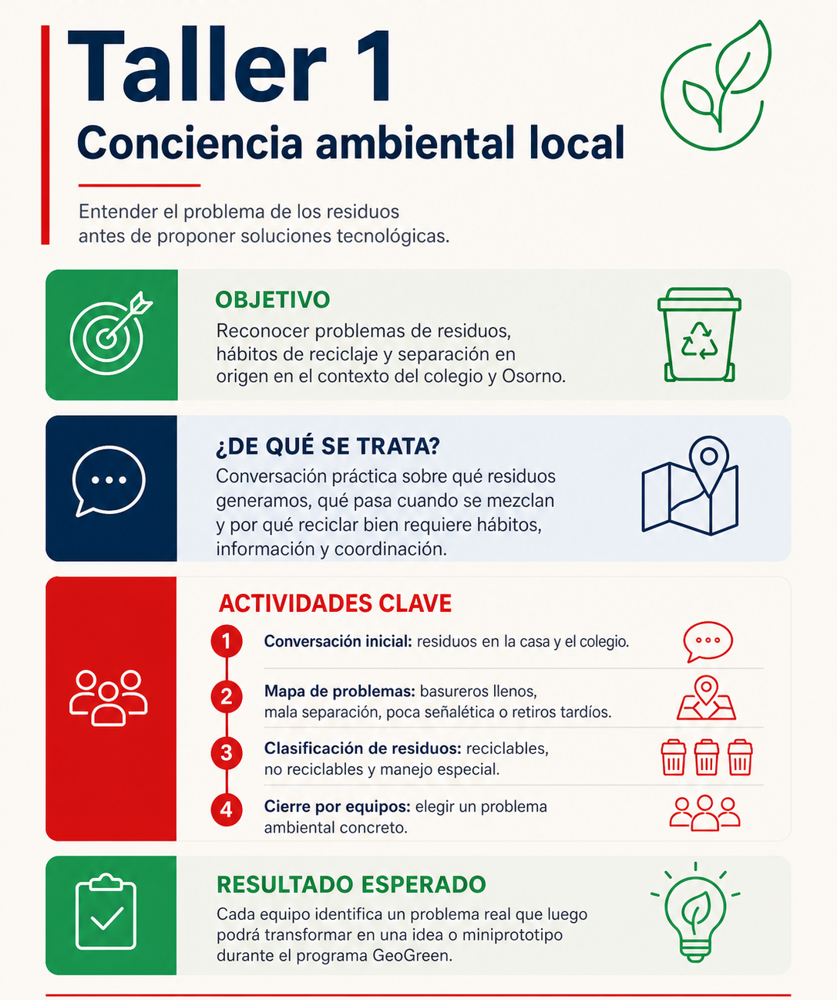 Taller 1
Conciencia ambiental local
Entender el problema de los residuos
antes de proponer soluciones tecnológicas.
OBJETIVO
Reconocer problemas de residuos,
hábitos de reciclaje y separación en
origen en el contexto del colegio y Osorno.
¿DE QUÉ SE TRATA?
Conversación práctica sobre qué residuos
generamos, qué pasa cuando se mezclan
y por qué reciclar bien requiere hábitos,
información y coordinación.
ACTIVIDADES CLAVE
1 Conversación inicial: residuos en la casa y el colegio.
2 Mapa de problemas: basureros llenos,
mala separación, poca señalética o retiros tardíos.
3 Clasificación de residuos: reciclables,
no reciclables y manejo especial.
4 Cierre por equipos: elegir un problema
ambiental concreto.
RESULTADO ESPERADO
Cada equipo identifica un problema real que luego
podrá transformar en una idea o miniprototipo
durante el programa GeoGreen.